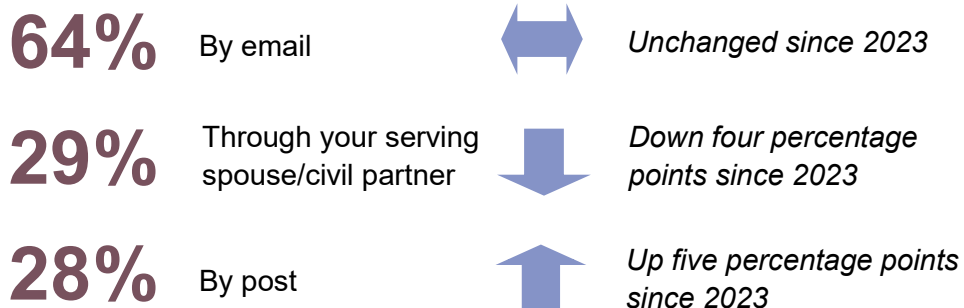 64% By email Unchanged since 2023
29% Through your serving spouse/civil partner Down four percentage points since 2023
28% By post Up five percentage points since 2023